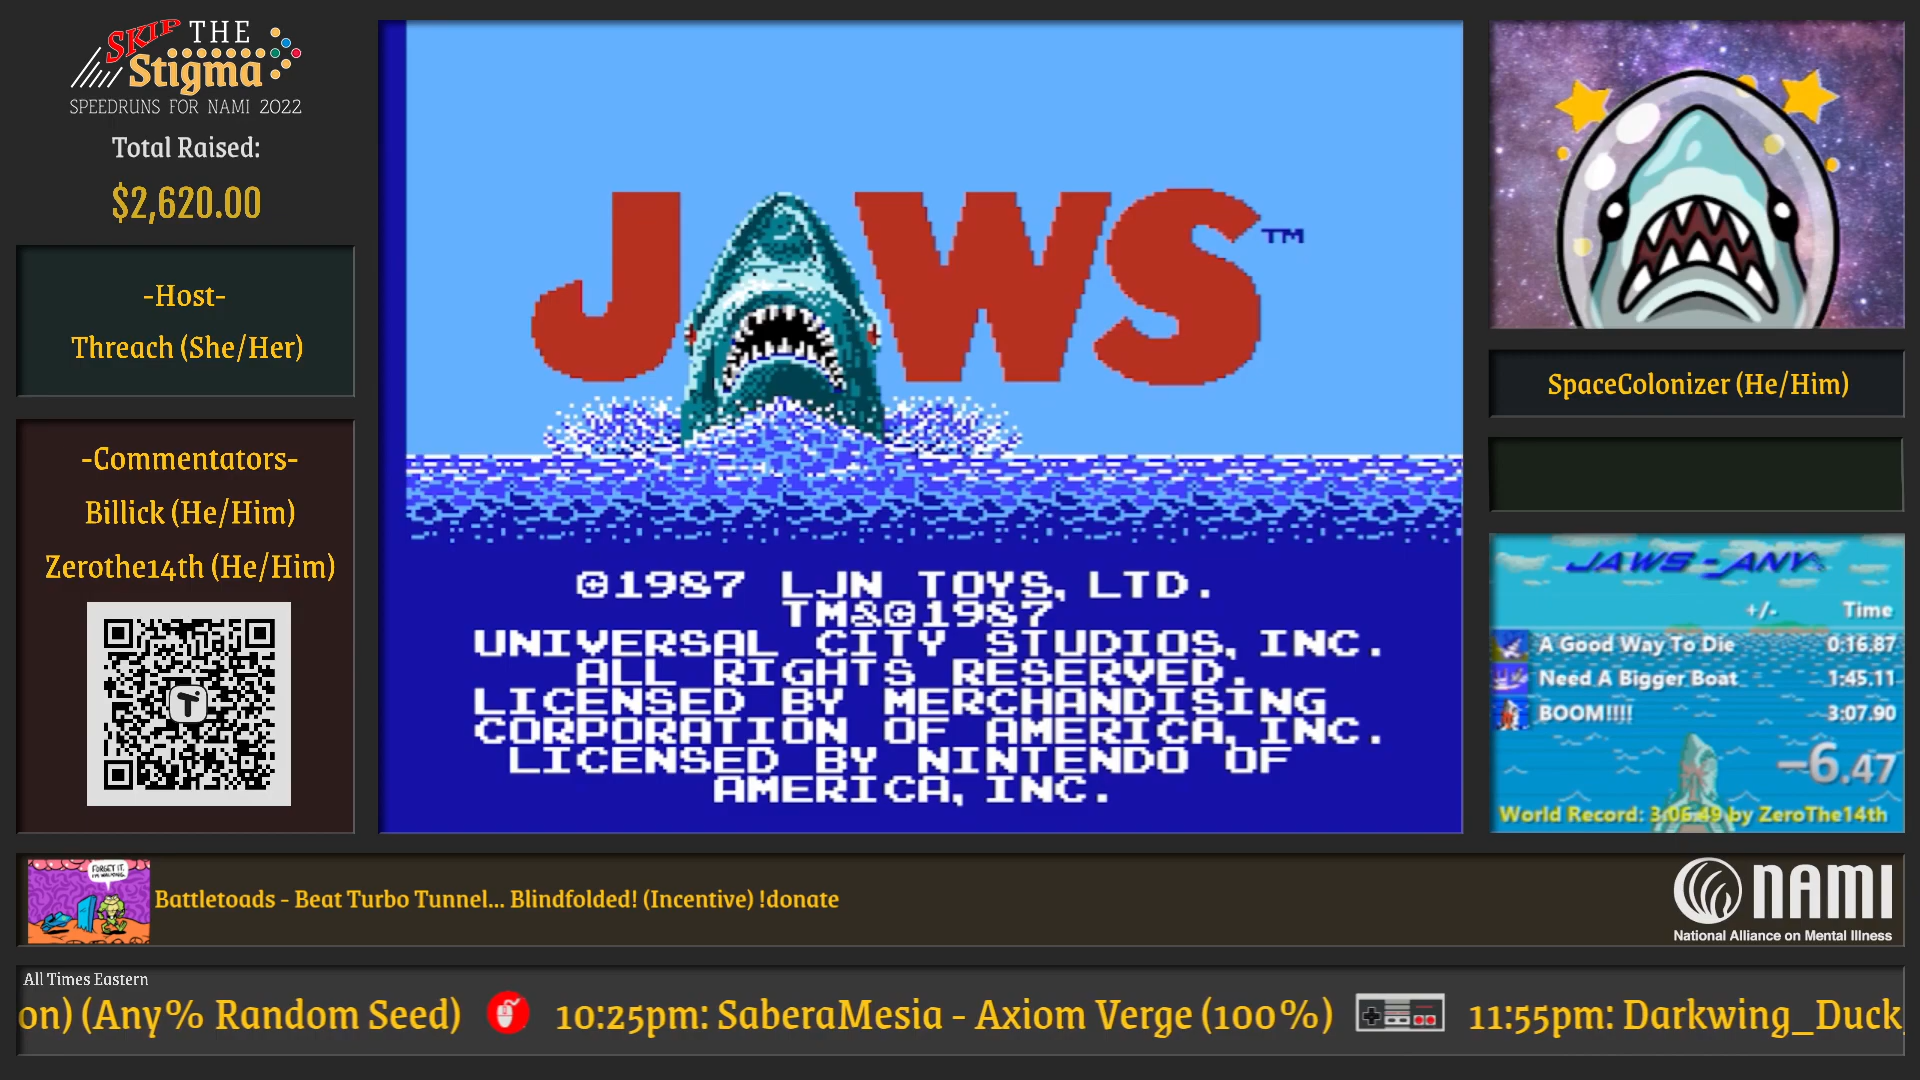 SKIP THE
Stigma
SPEEDRUNS FOR NAMI 2022
Total Raised:
$2,620.00
-Host-
Threach (She/Her)
-Commentators-
Billick (He/Him)
Zerothe14th (He/Him)
T
JAWS™
©1987 LJN TOYS, LTD.
TM&©1987
UNIVERSAL CITY STUDIOS, INC.
ALL RIGHTS RESERVED.
LICENSED BY MERCHANDISING
CORPORATION OF AMERICA, INC.
LICENSED BY NINTENDO OF
AMERICA, INC.
SpaceColonizer (He/Him)
JAWS - ANY%
+/- Time
A Good Way To Die 0:16.87
Need A Bigger Boat 1:45.11
BOOM!!!! 3:07.90
-6.47
World Record: 3:06.49 by ZeroThe14th
FORGET IT.
I'M WALKING.
Battletoads - Beat Turbo Tunnel... Blindfolded! (Incentive) !donate
NAMI
National Alliance on Mental Illness
All Times Eastern
on) (Any% Random Seed) 10:25pm: SaberaMesia - Axiom Verge (100%) 11:55pm: Darkwing_Duck